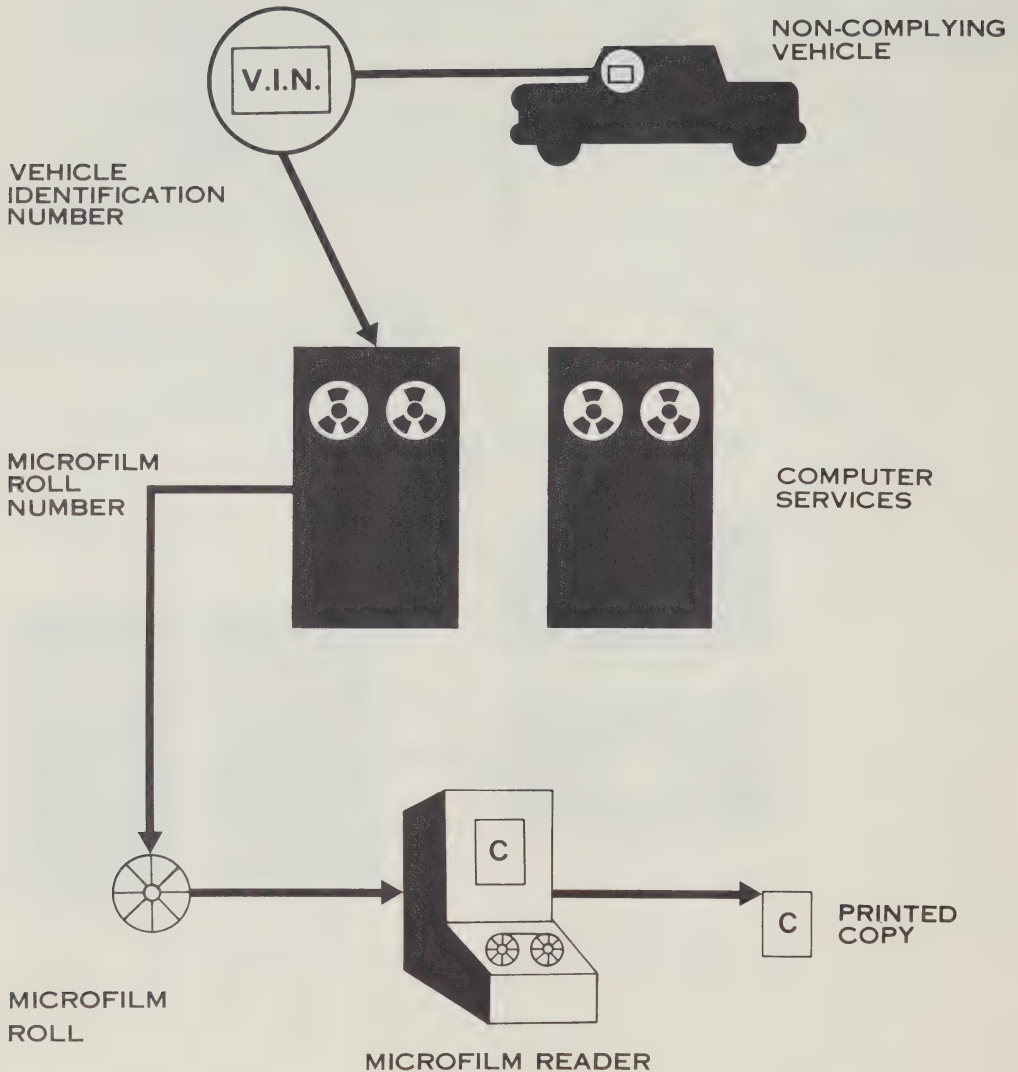 V.I.N.
NON-COMPLYING
VEHICLE
VEHICLE
IDENTIFICATION
NUMBER
MICROFILM
ROLL
NUMBER
COMPUTER
SERVICES
C
C
PRINTED
COPY
MICROFILM
ROLL
MICROFILM READER